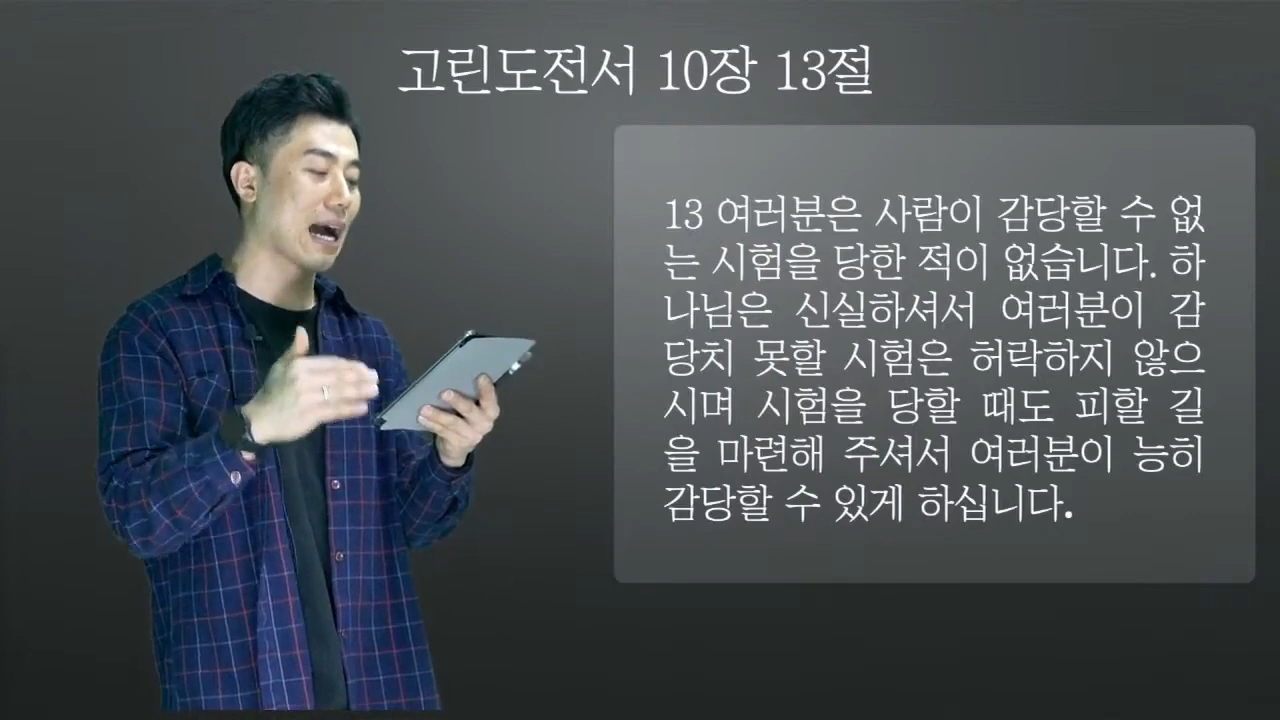 고린도전서 10장 13절
13 여러분은 사람이 감당할 수 없
는 시험을 당한 적이 없습니다. 하
나님은 신실하셔서 여러분이 감
당치 못할 시험은 허락하지 않으
시며 시험을 당할 때도 피할 길
을 마련해 주셔서 여러분이 능히
감당할 수 있게 하십니다.